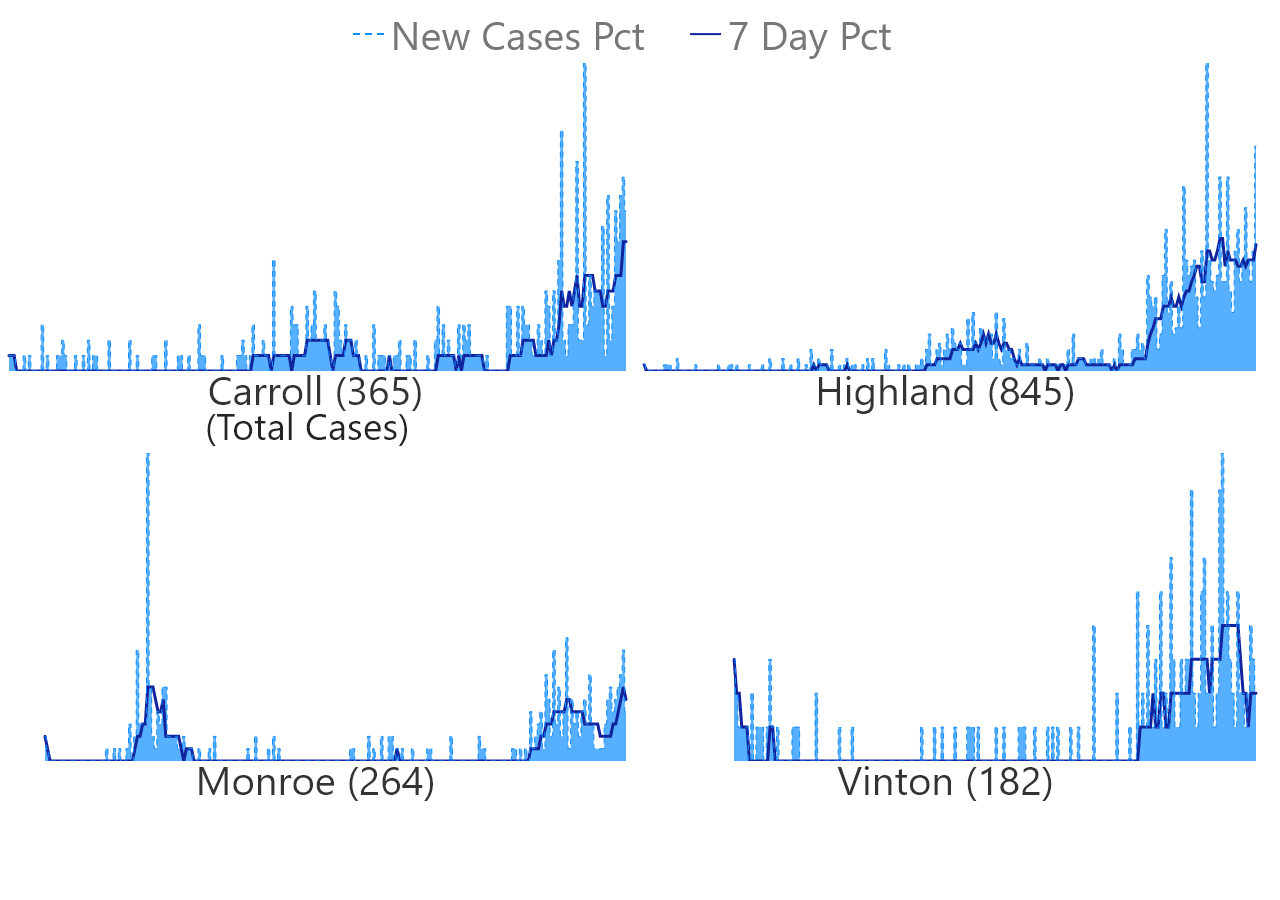 New Cases Pct 7 Day Pct
Carroll (365)
(Total Cases)
Highland (845)
Monroe (264)
Vinton (182)